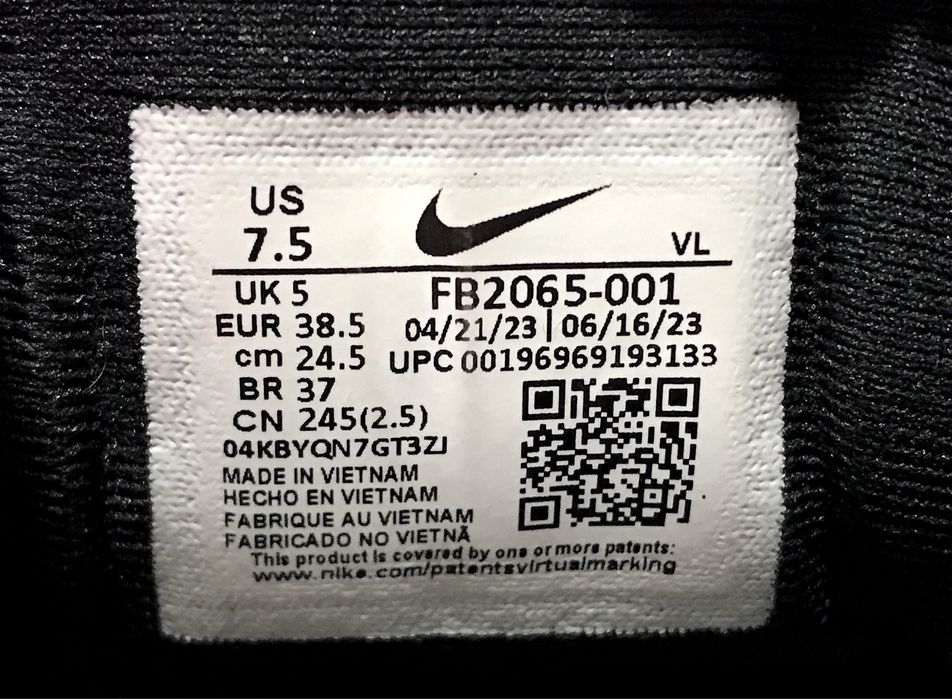 US
7.5
VL
UK 5
FB2065-001
EUR 38.5
04/21/23 | 06/16/23
cm 24.5
UPC 00196969193133
BR 37
CN 245(2.5)
04KBYQN7GT3ZJ
MADE IN VIETNAM
HECHO EN VIETNAM
FABRIQUE AU VIETNAM
FABRICADO NO VIETNÃ
This product is covered by one or more patents:
www.nike.com/patentsvirtualmarking